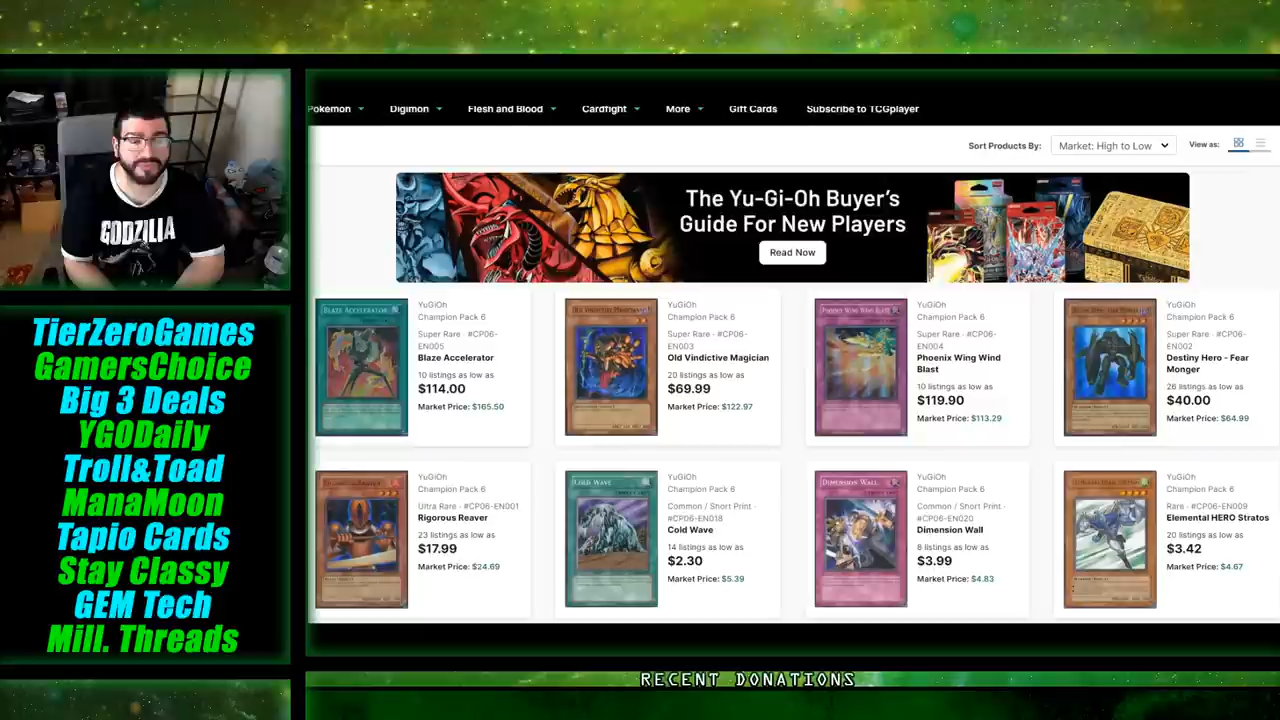 Pokemon
Digimon
Flesh and Blood
Cardfight
More
Gift Cards
Subscribe to TCGplayer
Sort Products By:
Market: High to Low
View as:
The Yu-Gi-Oh Buyer's
Guide For New Players
Read Now
GODZILLA
TierZeroGames
GamersChoice
Big 3 Deals
YGODaily
Troll&Toad
ManaMoon
Tapio Cards
Stay Classy
GEM Tech
Mill. Threads
BLAZE ACCELERATOR
YuGiOh
Champion Pack 6
Super Rare · #CP06-
EN005
Blaze Accelerator
10 listings as low as
$114.00
Market Price: $165.50
YuGiOh
Champion Pack 6
Super Rare · #CP06-
EN003
Old Vindictive Magician
20 listings as low as
$69.99
Market Price: $122.97
PHOENIX WING WIND BLAST
YuGiOh
Champion Pack 6
Super Rare · #CP06-
EN004
Phoenix Wing Wind
Blast
10 listings as low as
$119.90
Market Price: $113.29
YuGiOh
Champion Pack 6
Super Rare · #CP06-
EN002
Destiny Hero - Fear
Monger
26 listings as low as
$40.00
Market Price: $64.99
YuGiOh
Champion Pack 6
Ultra Rare · #CP06-EN001
Rigorous Reaver
23 listings as low as
$17.99
Market Price: $24.69
COLD WAVE
YuGiOh
Champion Pack 6
Common / Short Print ·
#CP06-EN018
Cold Wave
14 listings as low as
$2.30
Market Price: $5.39
DIMENSION WALL
YuGiOh
Champion Pack 6
Common / Short Print ·
#CP06-EN020
Dimension Wall
8 listings as low as
$3.99
Market Price: $4.83
YuGiOh
Champion Pack 6
Rare · #CP06-EN009
Elemental HERO Stratos
20 listings as low as
$3.42
Market Price: $4.67
RECENT DONATIONS